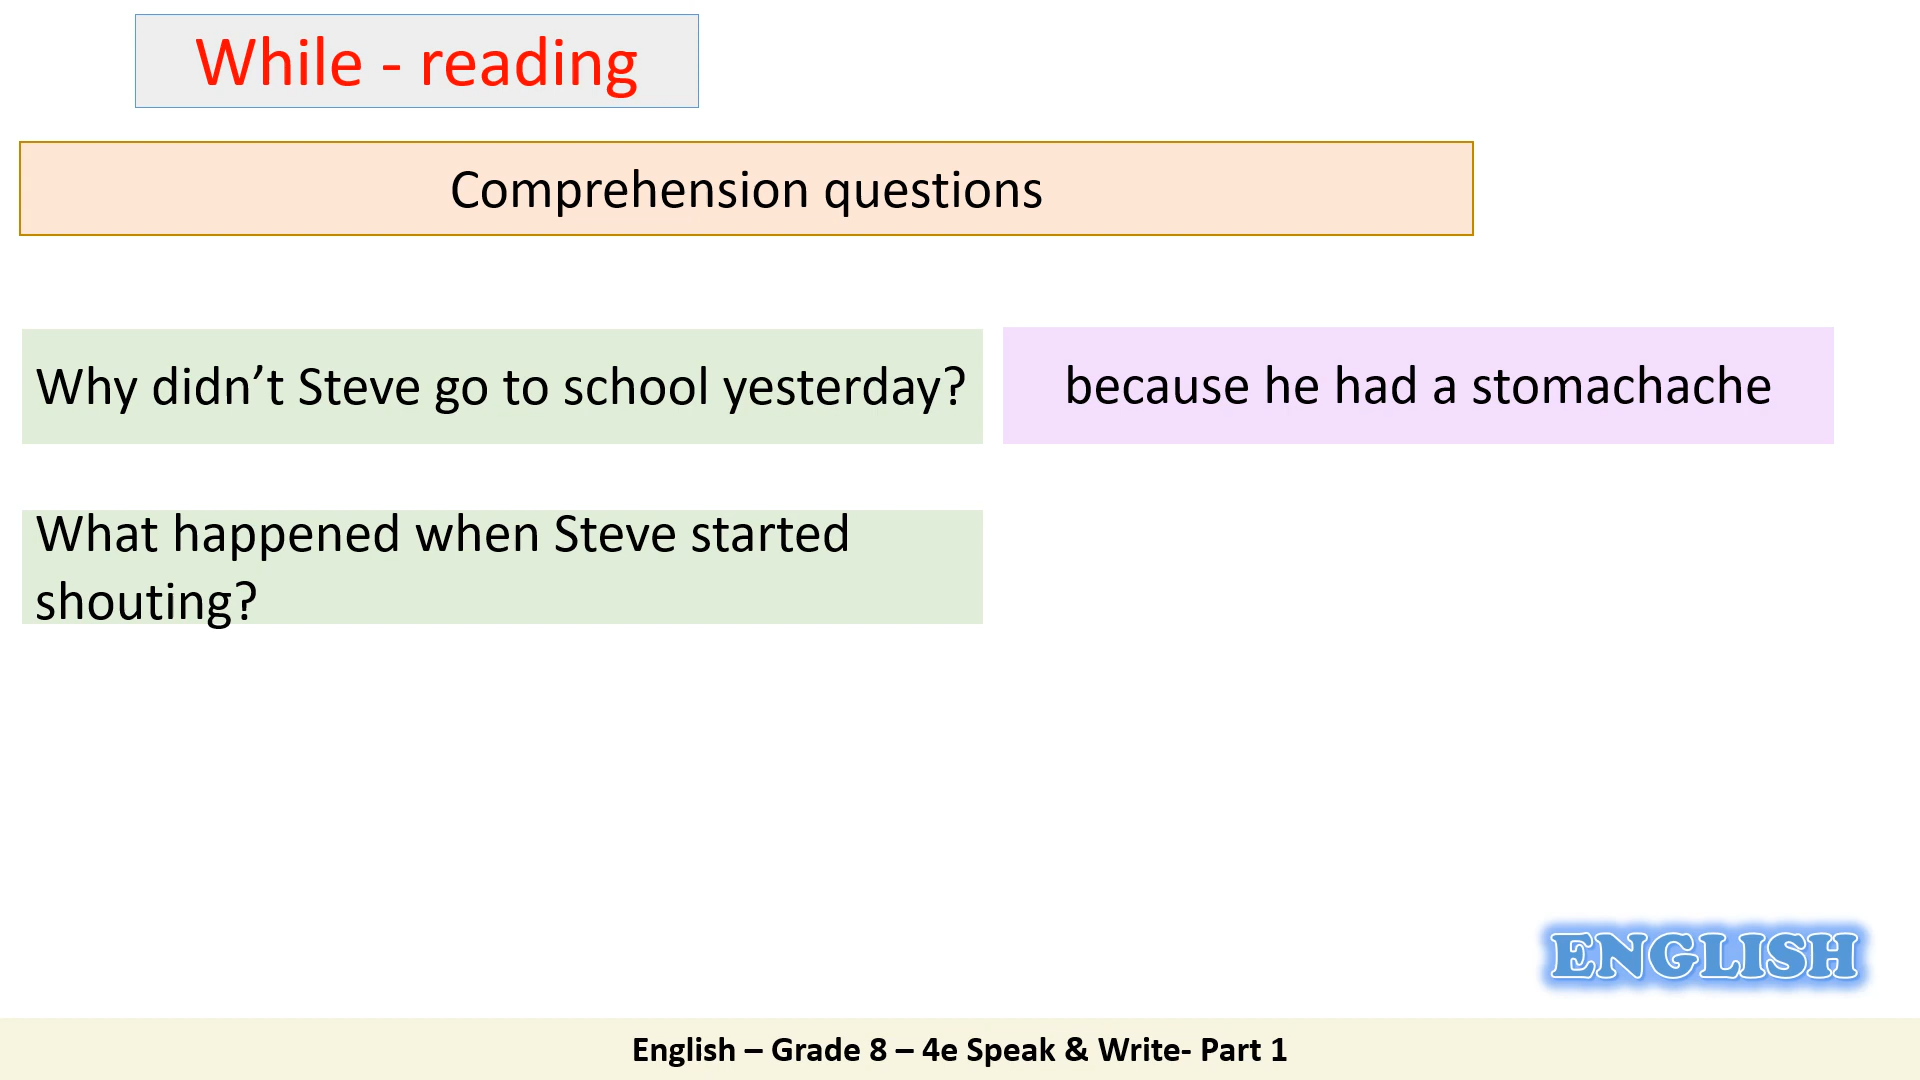 While - reading
Comprehension questions
Why didn’t Steve go to school yesterday?
because he had a stomachache
What happened when Steve started
shouting?
ENGLISH
English – Grade 8 – 4e Speak & Write- Part 1